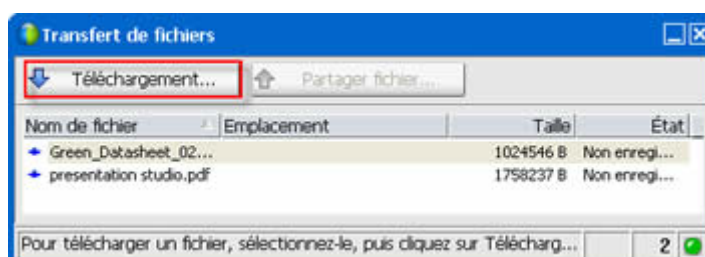 Transfert de fichiers
Téléchargement... Partager fichier...
Nom de fichier Emplacement Taille État
Green_Datasheet_02... 1024546 B Non enregi...
presentation studio.pdf 1758237 B Non enregi...
Pour télécharger un fichier, sélectionnez-le, puis cliquez sur Télécharg... 2